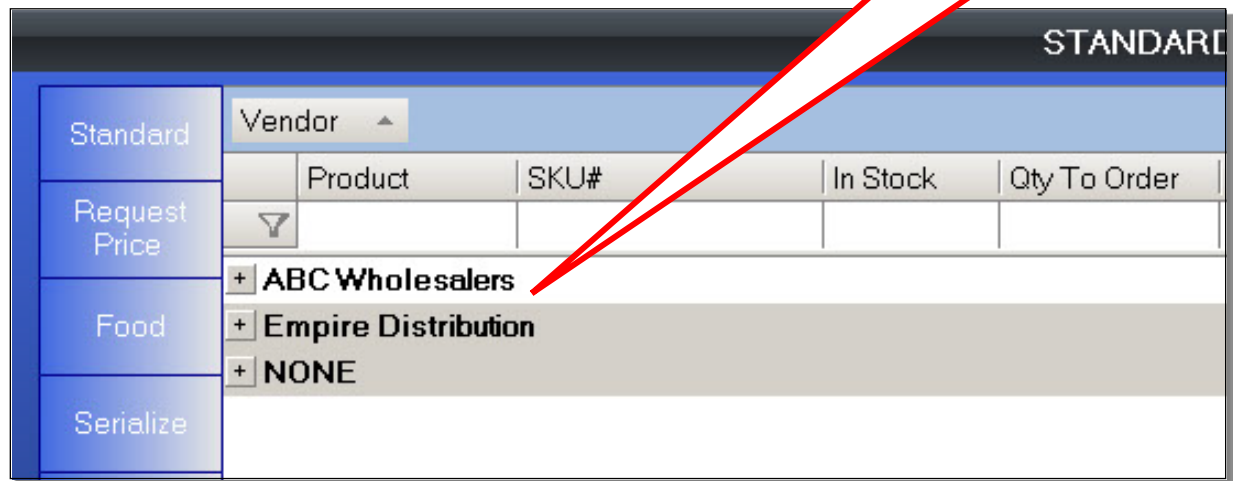 STANDARD
Standard
Vendor
Product SKU# In Stock Qty To Order
Request
Price
+ ABC Wholesalers
Food
+ Empire Distribution
+ NONE
Serialize